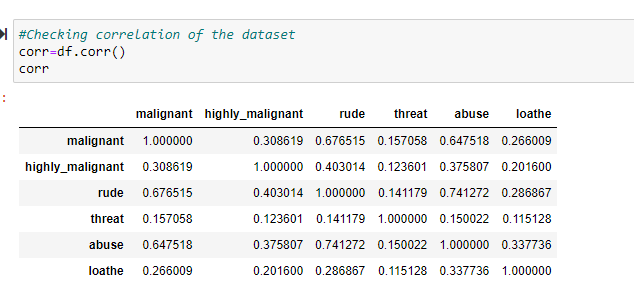 #Checking correlation of the dataset
corr=df.corr()
corr
:
malignant highly_malignant rude threat abuse loathe
malignant 1.000000 0.308619 0.676515 0.157058 0.647518 0.266009
highly_malignant 0.308619 1.000000 0.403014 0.123601 0.375807 0.201600
rude 0.676515 0.403014 1.000000 0.141179 0.741272 0.286867
threat 0.157058 0.123601 0.141179 1.000000 0.150022 0.115128
abuse 0.647518 0.375807 0.741272 0.150022 1.000000 0.337736
loathe 0.266009 0.201600 0.286867 0.115128 0.337736 1.000000